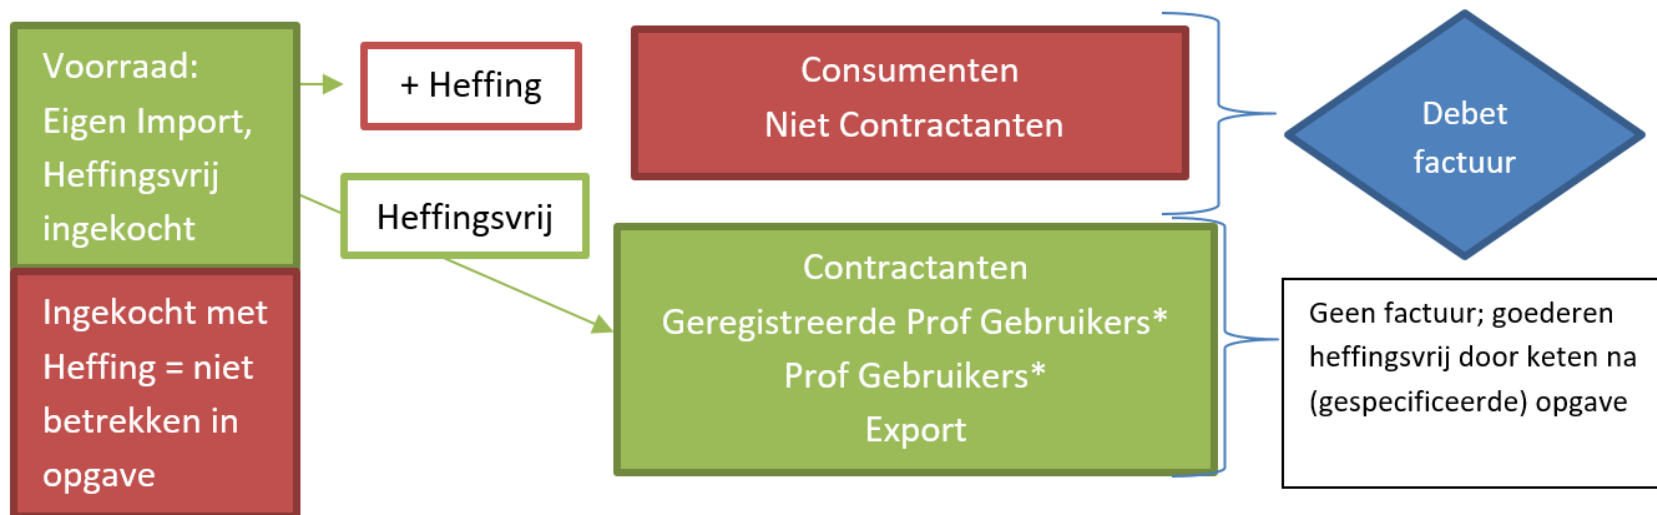 Voorraad:
Eigen Import,
Heffingsvrij
ingekocht
Ingekocht met
Heffing = niet
betrekken in
opgave
+ Heffing
Heffingsvrij
Consumenten
Niet Contractanten
Contractanten
Geregistreerde Prof Gebruikers*
Prof Gebruikers*
Export
Debet
factuur
Geen factuur; goederen
heffingsvrij door keten na
(gespecificeerde) opgave